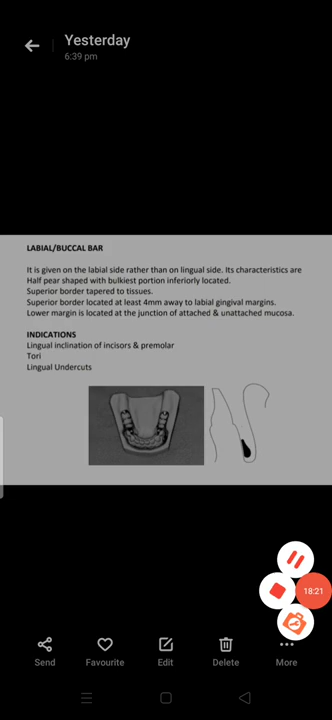 Yesterday
6:39 pm
LABIAL/BUCCAL BAR
It is given on the labial side rather than on lingual side. Its characteristics are
Half pear shaped with bulkiest portion inferiorly located.
Superior border tapered to tissues.
Superior border located at least 4mm away to labial gingival margins.
Lower margin is located at the junction of attached & unattached mucosa.
INDICATIONS
Lingual inclination of incisors & premolar
Tori
Lingual Undercuts
18:21
Send Favourite Edit Delete More